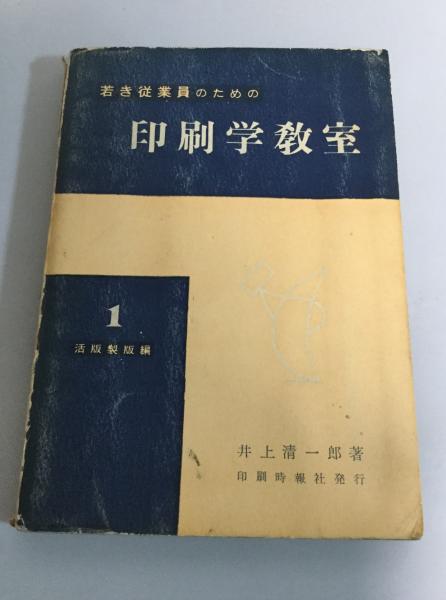 若き従業員のための
印刷学教室
1
活版製版編
井上清一郎著
印刷時報社発行